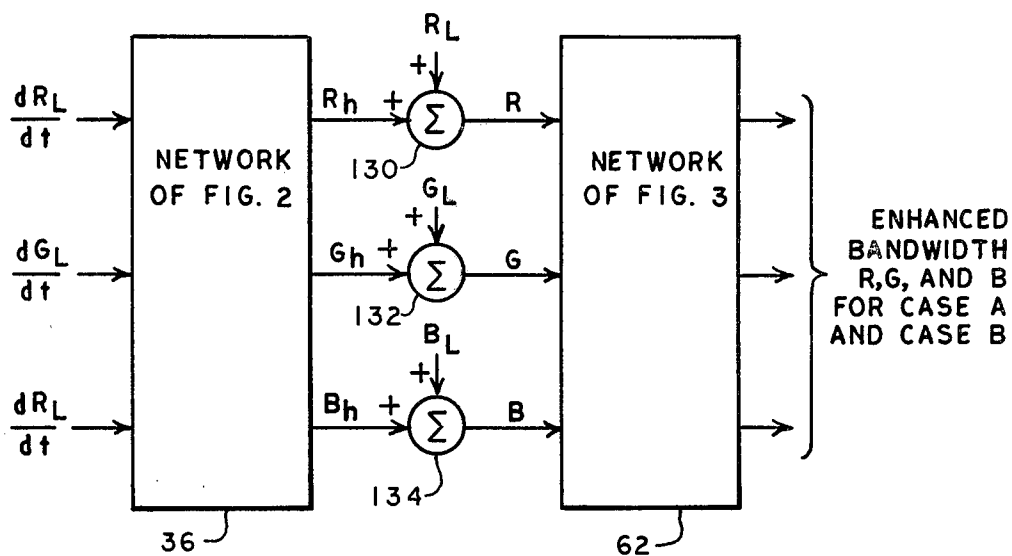 R_L
+
dR_L/dt
R_h +
Σ
R
130
NETWORK
OF FIG. 2
NETWORK
OF FIG. 3
G_L
+
dG_L/dt
G_h +
Σ
G
132
ENHANCED
BANDWIDTH
R,G, AND B
FOR CASE A
AND CASE B
B_L
+
dR_L/dt
B_h +
Σ
B
134
36
62